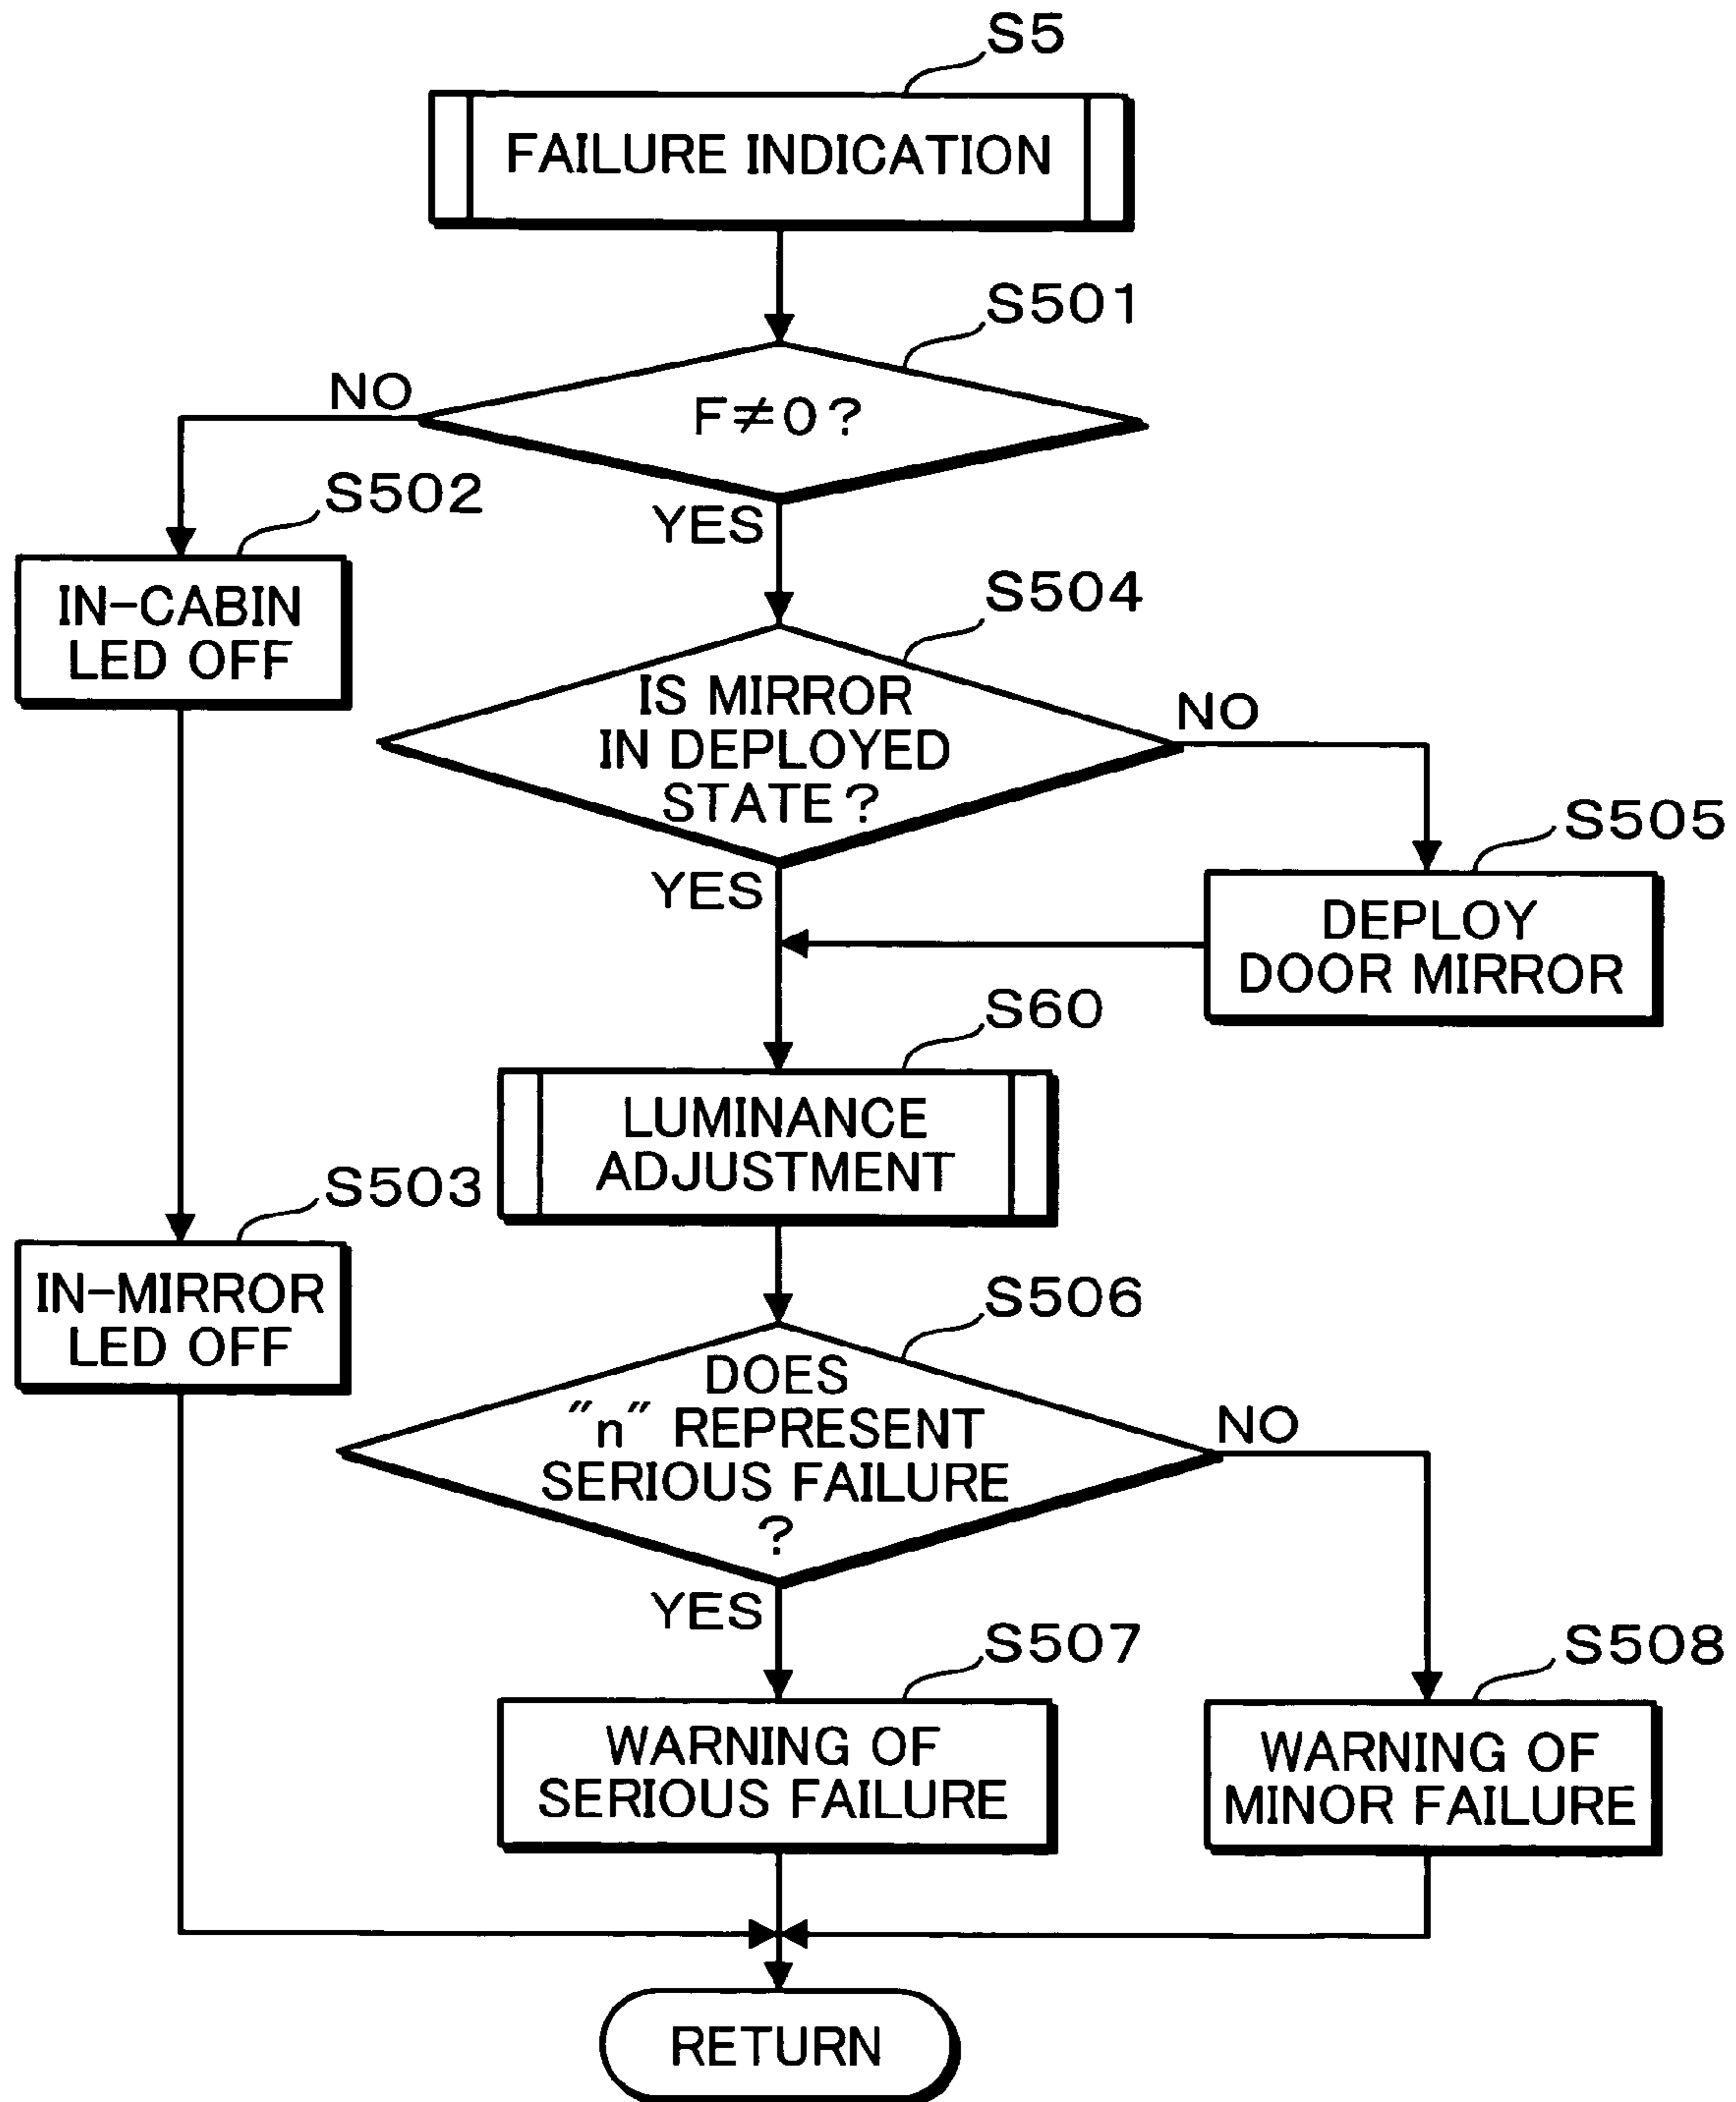 S5
FAILURE INDICATION
S501
NO
F≠0?
S502
YES
IN-CABIN
LED OFF
S504
IS MIRROR
IN DEPLOYED
STATE?
NO
S505
YES
DEPLOY
DOOR MIRROR
S60
LUMINANCE
ADJUSTMENT
S503
IN-MIRROR
LED OFF
S506
DOES
"n" REPRESENT
SERIOUS FAILURE
?
NO
YES
S507
S508
WARNING OF
SERIOUS FAILURE
WARNING OF
MINOR FAILURE
RETURN